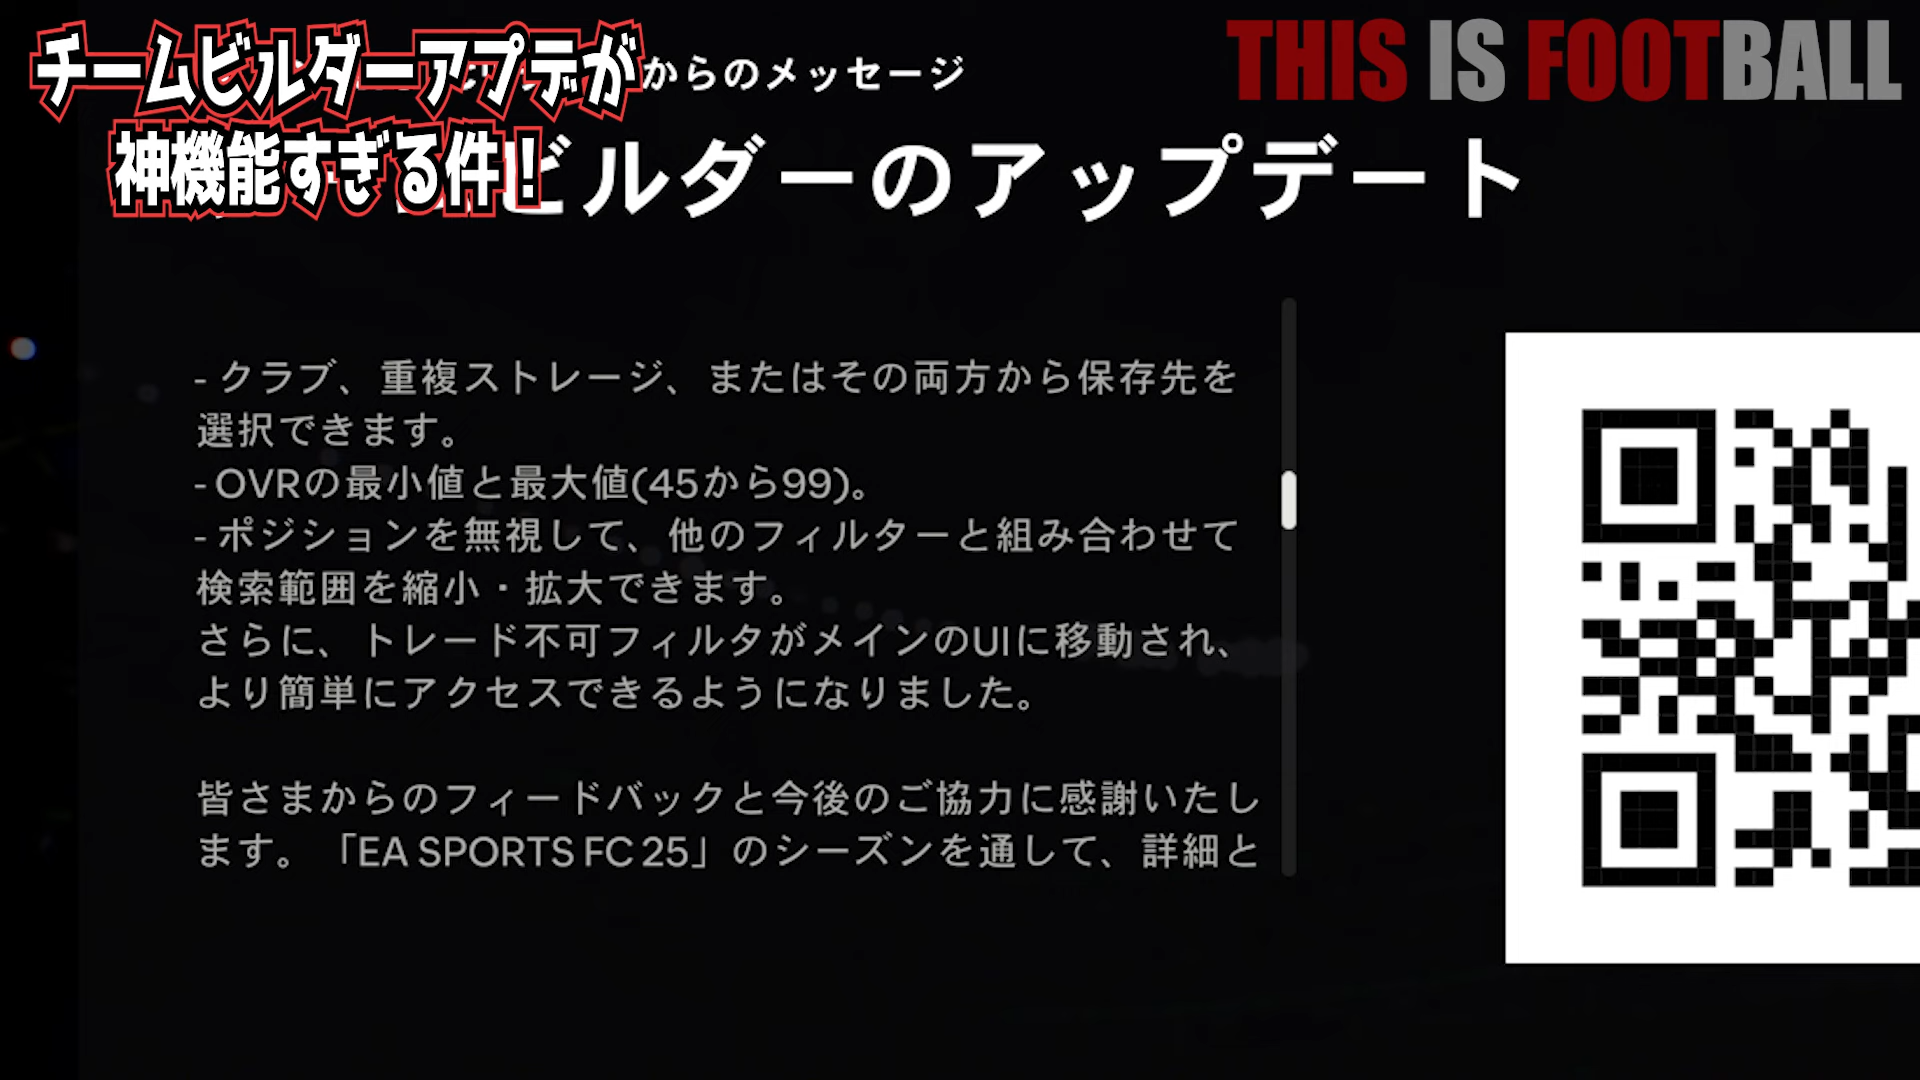 チームビルダーアプデが
神機能すぎる件!
THIS IS FOOTBALL
からのメッセージ
ビルダーのアップデート
- クラブ、重複ストレージ、またはその両方から保存先を
選択できます。
- OVRの最小値と最大値(45から99)。
- ポジションを無視して、他のフィルターと組み合わせて
検索範囲を縮小・拡大できます。
さらに、トレード不可フィルタがメインのUIに移動され、
より簡単にアクセスできるようになりました。
皆さまからのフィードバックと今後のご協力に感謝いたし
ます。「EA SPORTS FC 25」のシーズンを通して、詳細と